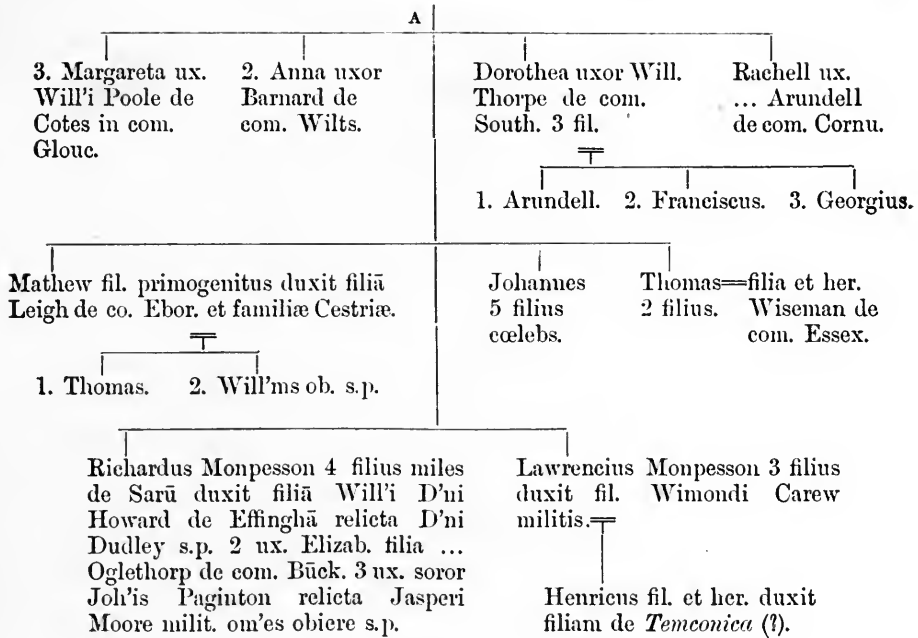 A
3. Margareta ux.
Will'i Poole de
Cotes in com.
Glouc.
2. Anna uxor
Barnard de
com. Wilts.
Dorothea uxor Will.
Thorpe de com.
South. 3 fil.
Rachell ux.
... Arundell
de com. Cornu.
1. Arundell. 2. Franciscus. 3. Georgius.
Mathew fil. primogenitus duxit filiā
Leigh de co. Ebor. et familiæ Cestriæ.
Johannes
5 filius
cœlebs.
Thomas=filia et her.
2 filius. Wiseman de
com. Essex.
1. Thomas. 2. Will'ms ob. s.p.
Richardus Monpesson 4 filius miles
de Sarū duxit filiā Will'i D'ni
Howard de Effinghā relicta D'ni
Dudley s.p. 2 ux. Elizab. filia ...
Oglethorp de com. Būck. 3 ux. soror
Joh'is Paginton relicta Jasperi
Moore milit. om'es obiere s.p.
Lawrencius Monpesson 3 filius
duxit fil. Wimondi Carew
militis.
Henricus fil. et her. duxit
filiam de Temconica (?).